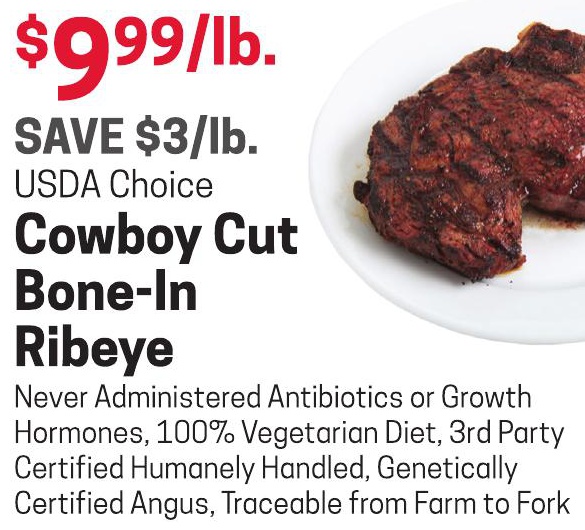 $9.99/lb.
SAVE $3/lb.
USDA Choice
Cowboy Cut
Bone-In
Ribeye
Never Administered Antibiotics or Growth
Hormones, 100% Vegetarian Diet, 3rd Party
Certified Humanely Handled, Genetically
Certified Angus, Traceable from Farm to Fork